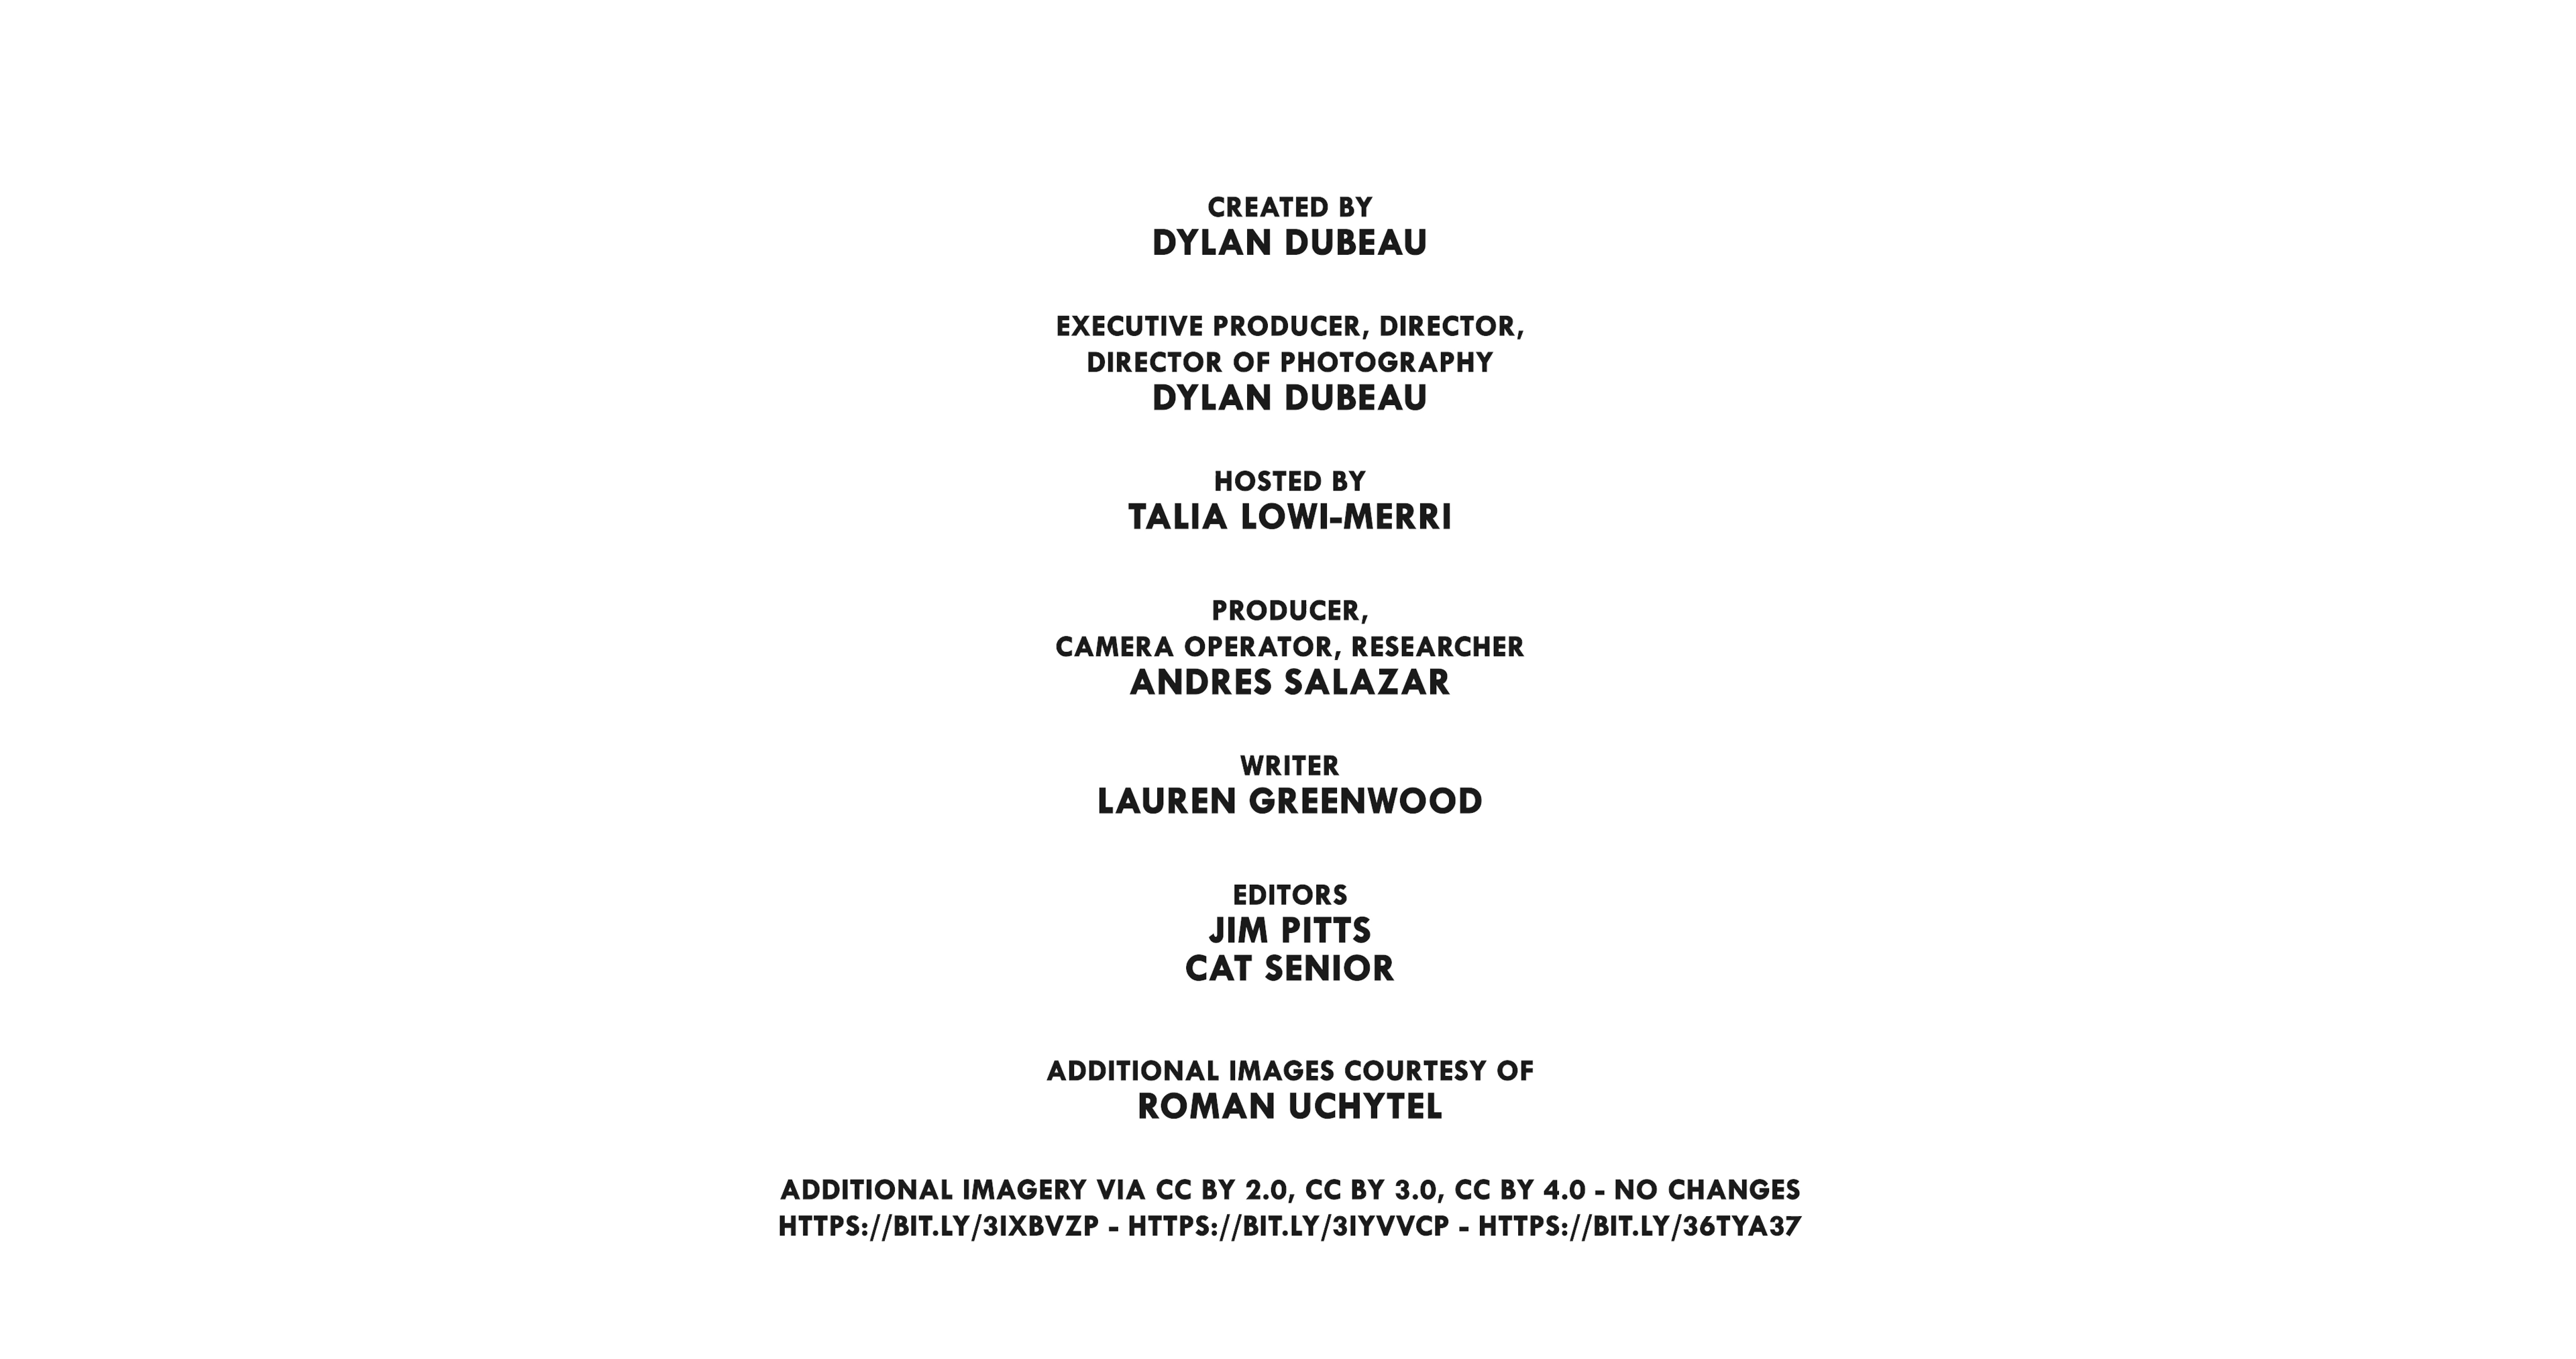 CREATED BY
DYLAN DUBEAU
EXECUTIVE PRODUCER, DIRECTOR,
DIRECTOR OF PHOTOGRAPHY
DYLAN DUBEAU
HOSTED BY
TALIA LOWI-MERRI
PRODUCER,
CAMERA OPERATOR, RESEARCHER
ANDRES SALAZAR
WRITER
LAUREN GREENWOOD
EDITORS
JIM PITTS
CAT SENIOR
ADDITIONAL IMAGES COURTESY OF
ROMAN UCHYTEL
ADDITIONAL IMAGERY VIA CC BY 2.0, CC BY 3.0, CC BY 4.0 - NO CHANGES
HTTPS://BIT.LY/3IXBVZP - HTTPS://BIT.LY/3IYVVCP - HTTPS://BIT.LY/36TYA37